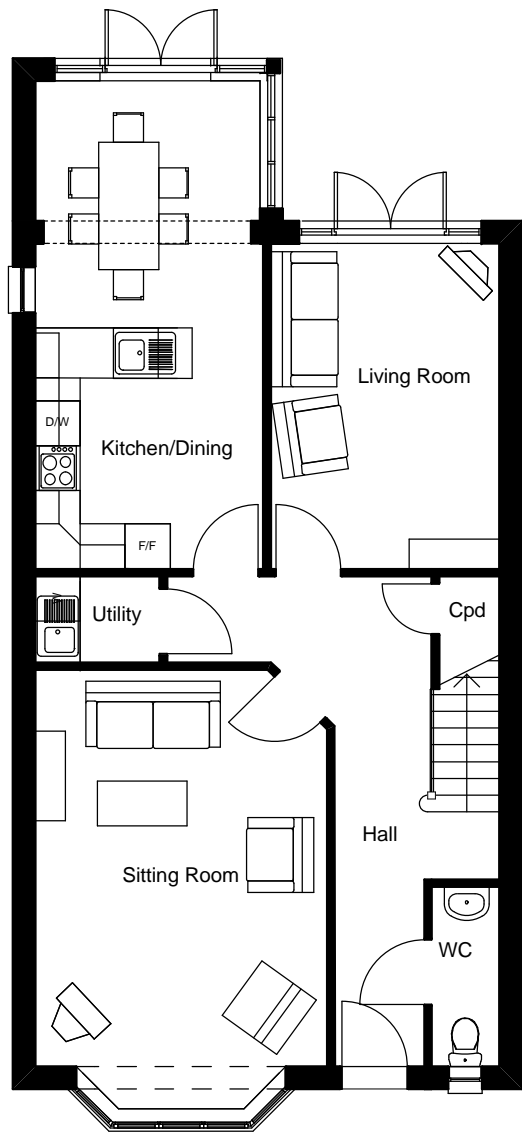 Living Room
D/W
Kitchen/Dining
F/F
Utility
Cpd
Hall
Sitting Room
WC